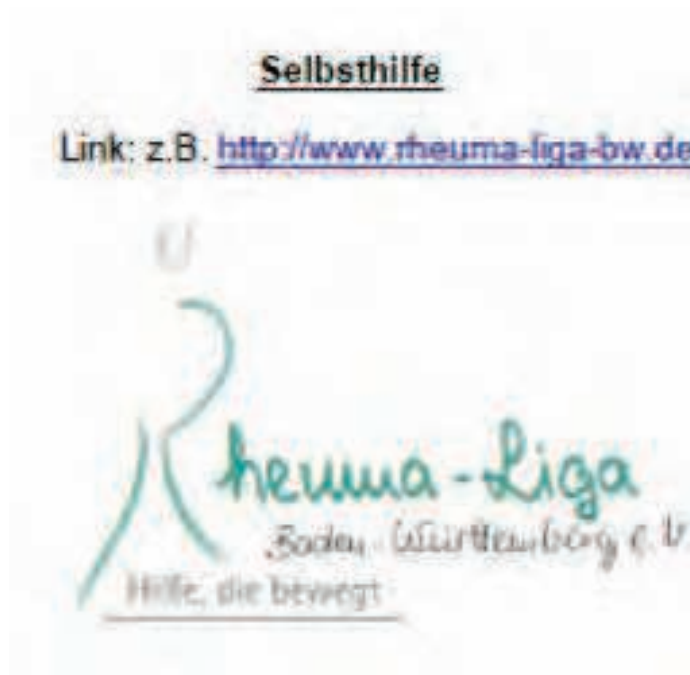 Selbsthilfe
Link: z.B. http://www.rheuma-liga-bw.de
Rheuma-Liga
Baden-Württemberg e.V.
Hilfe, die bewegt